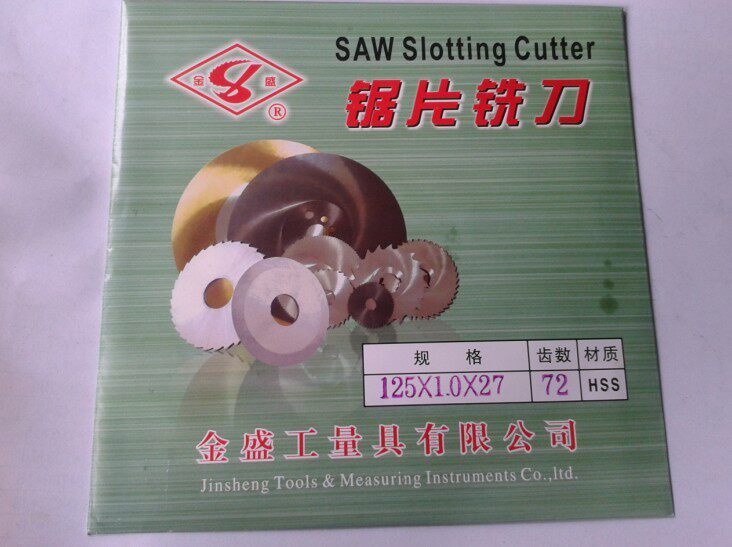 SAW Slotting Cutter
金 盛
®
锯片铣刀
规 格 齿数 材质
125X1.0X27 72 HSS
金盛工量具有限公司
Jinsheng Tools & Measuring Instruments Co.,ltd.